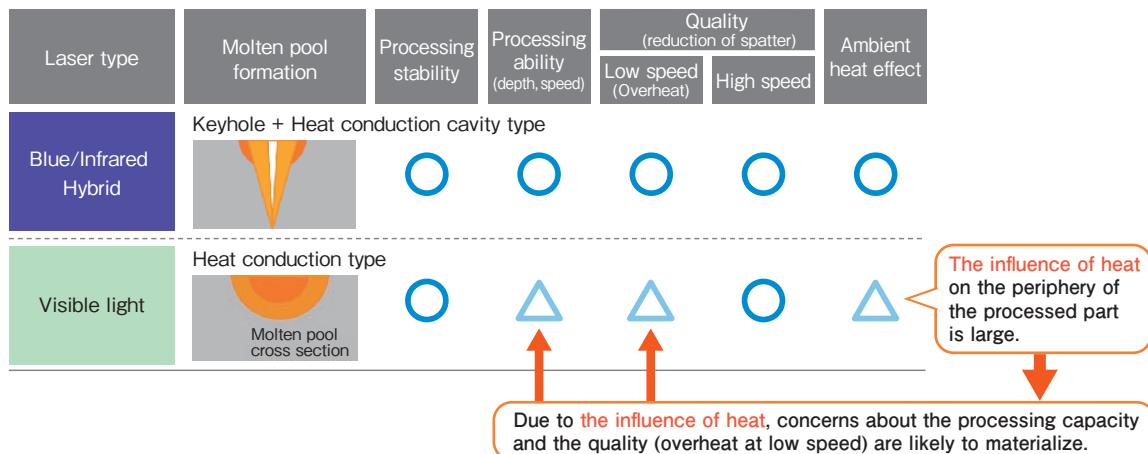 Laser type
Molten pool
formation
Processing
stability
Processing
ability
(depth, speed)
Quality
(reduction of spatter)
Low speed
(Overheat)
High speed
Ambient
heat effect
Blue/Infrared
Hybrid
Keyhole + Heat conduction cavity type
Visible light
Heat conduction type
Molten pool
cross section
The influence of heat
on the periphery of
the processed part
is large.
Due to the influence of heat, concerns about the processing capacity
and the quality (overheat at low speed) are likely to materialize.